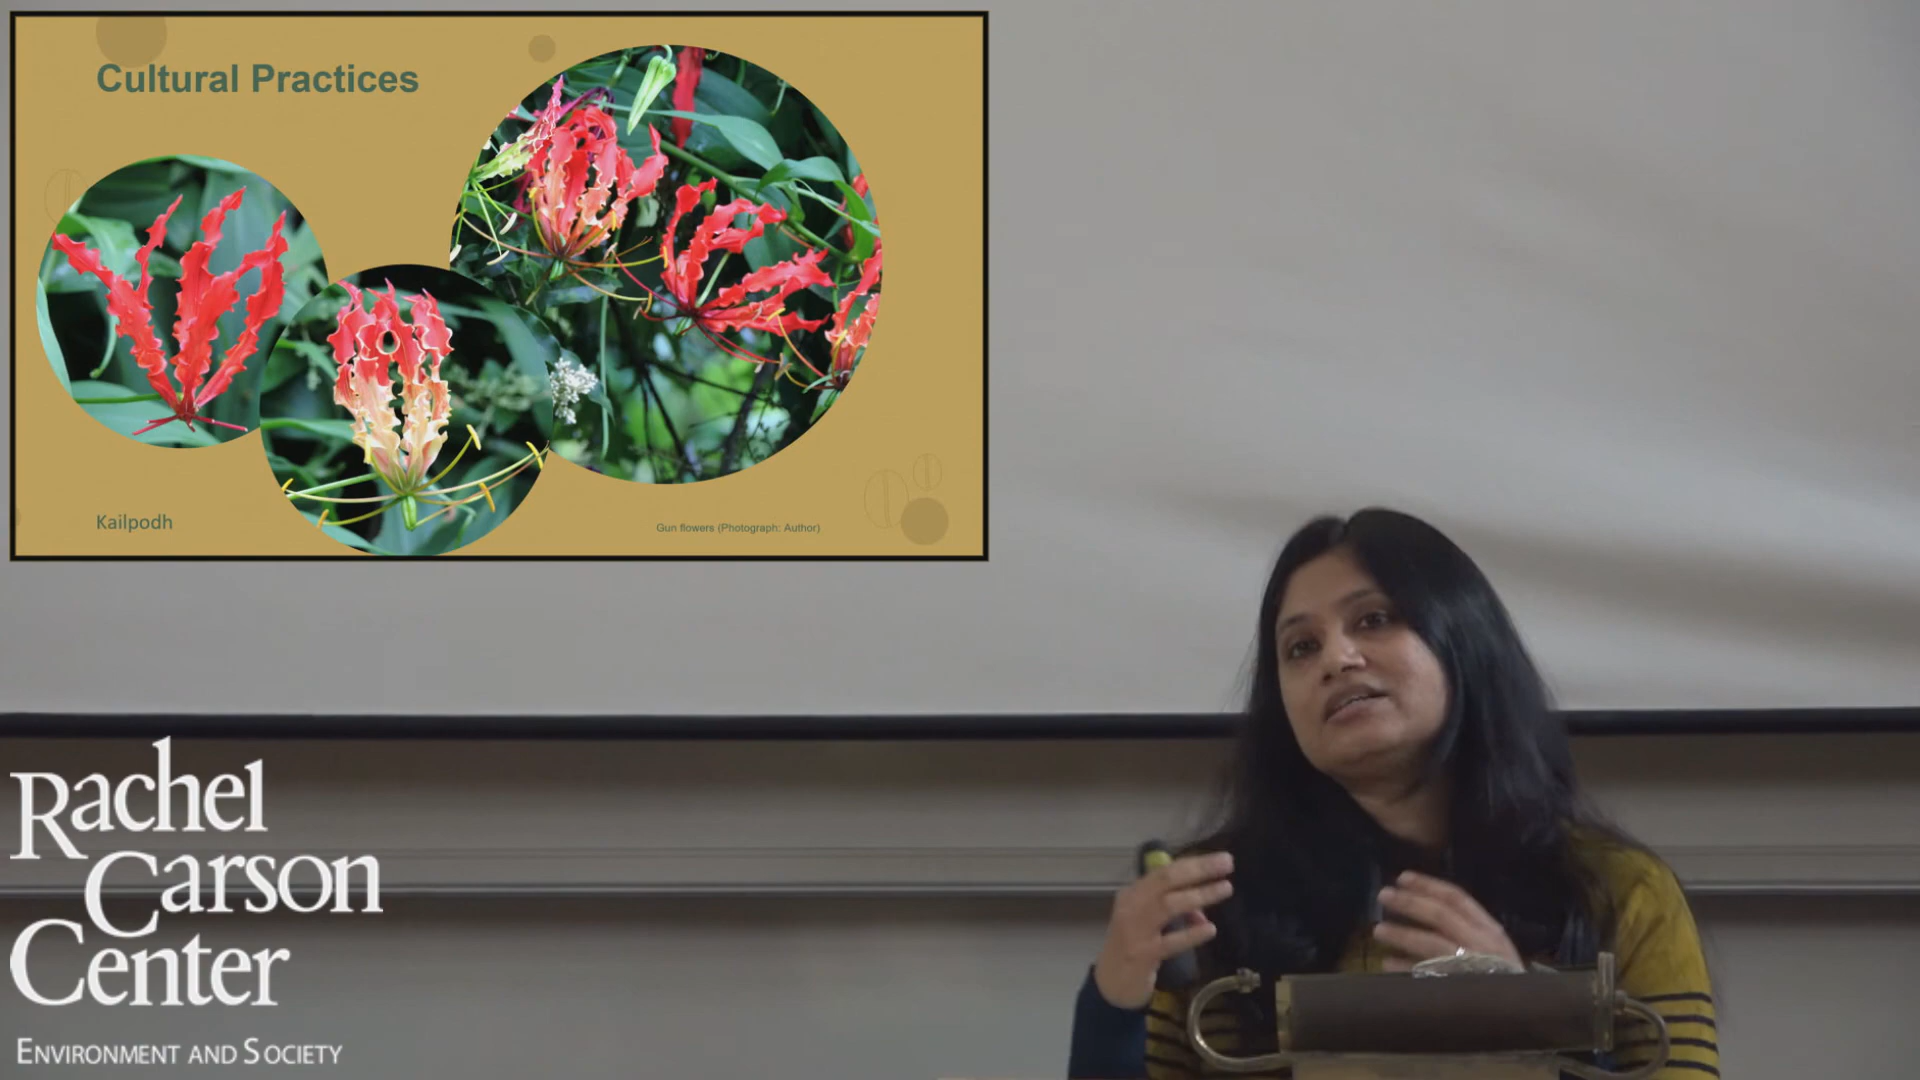 Cultural Practices
Kailpodh
Gun flowers (Photograph: Author)
Rachel
Carson
Center
Environment and Society